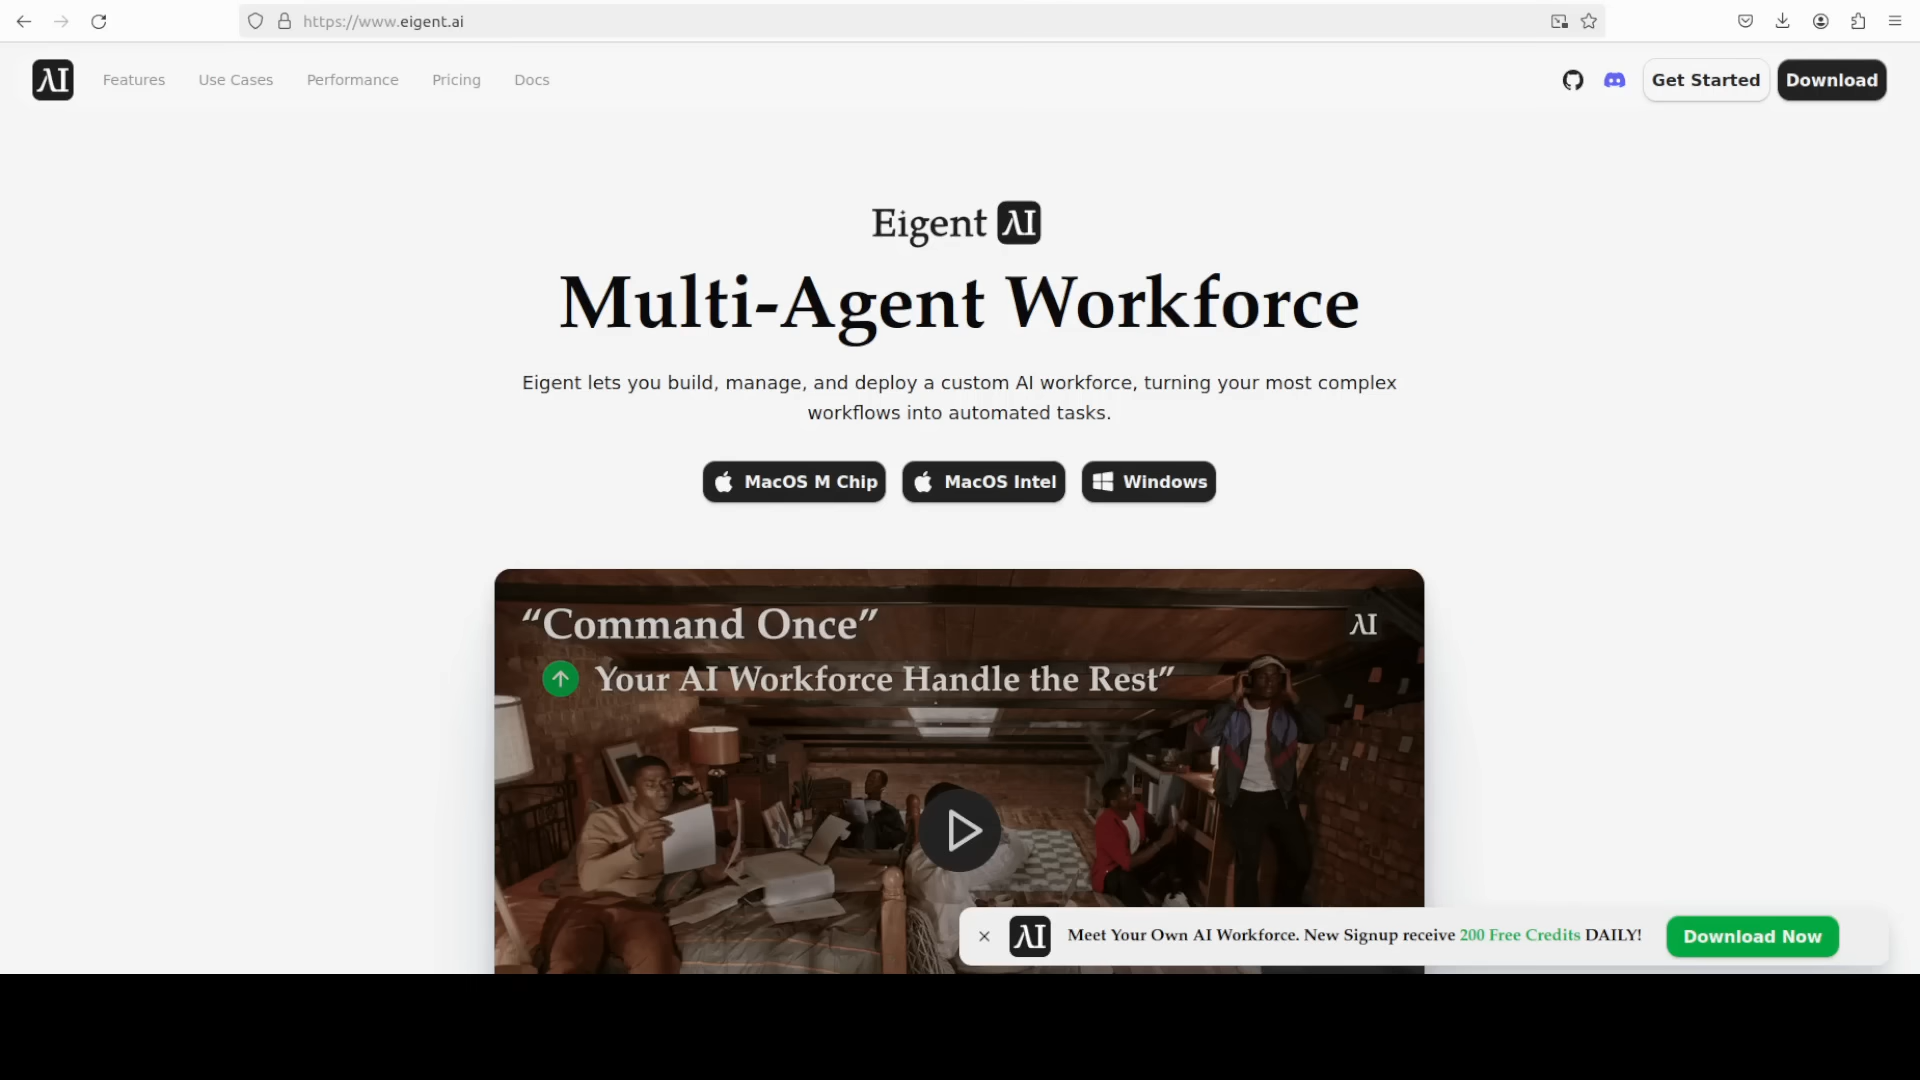 https://www.eigent.ai
ΛI Features Use Cases Performance Pricing Docs Get Started Download
Eigent ΛI
Multi-Agent Workforce
Eigent lets you build, manage, and deploy a custom AI workforce, turning your most complex
workflows into automated tasks.
MacOS M Chip MacOS Intel Windows
“Command Once” ΛI
Your AI Workforce Handle the Rest”
ΛI Meet Your Own AI Workforce. New Signup receive 200 Free Credits DAILY! Download Now